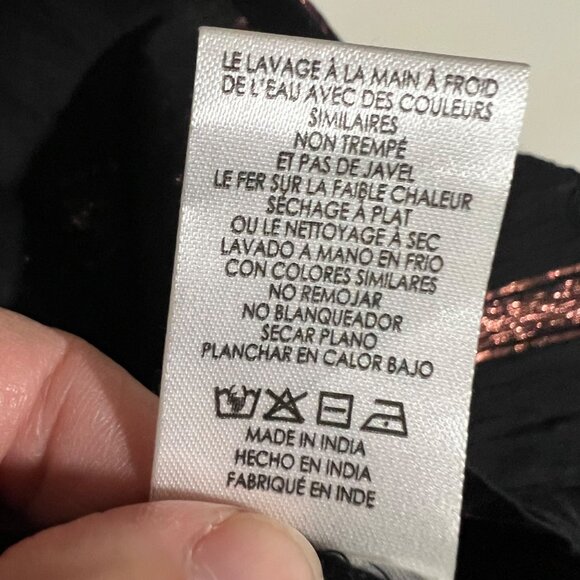 LE LAVAGE À LA MAIN À FROID
DE L'EAU AVEC DES COULEURS
SIMILAIRES
NON TREMPÉ
ET PAS DE JAVEL
LE FER SUR LA FAIBLE CHALEUR
SÉCHAGE À PLAT
OU LE NETTOYAGE À SEC
LAVADO A MANO EN FRIO
CON COLORES SIMILARES
NO REMOJAR
NO BLANQUEADOR
SECAR PLANO
PLANCHAR EN CALOR BAJO
MADE IN INDIA
HECHO EN INDIA
FABRIQUÉ EN INDE